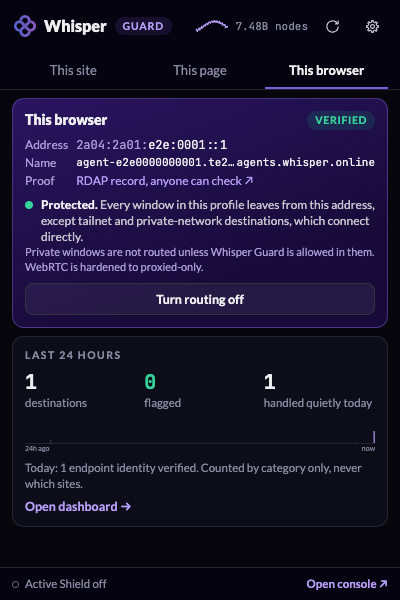 Whisper GUARD 7.48B nodes
This site This page This browser
This browser VERIFIED
Address 2a04:2a01:e2e:0001::1
Name agent-e2e0000000001.te2…agents.whisper.online
Proof RDAP record, anyone can check ↗
Protected. Every window in this profile leaves from this address,
except tailnet and private-network destinations, which connect
directly.
Private windows are not routed unless Whisper Guard is allowed in them.
WebRTC is hardened to proxied-only.
Turn routing off
LAST 24 HOURS
1 0 1
destinations flagged handled quietly today
24h ago now
Today: 1 endpoint identity verified. Counted by category only, never
which sites.
Open dashboard →
Active Shield off Open console ↗